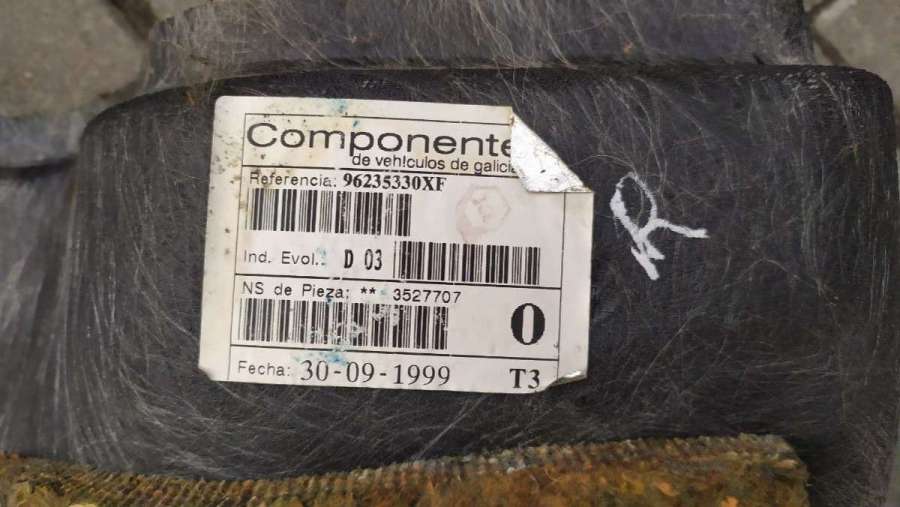 Componente
de vehículos de galicia
Referencia: 96235330XF
Ind. Evol.: D 03
NS de Pieza: ** 3527707
0
Fecha: 30-09-1999 T3
R